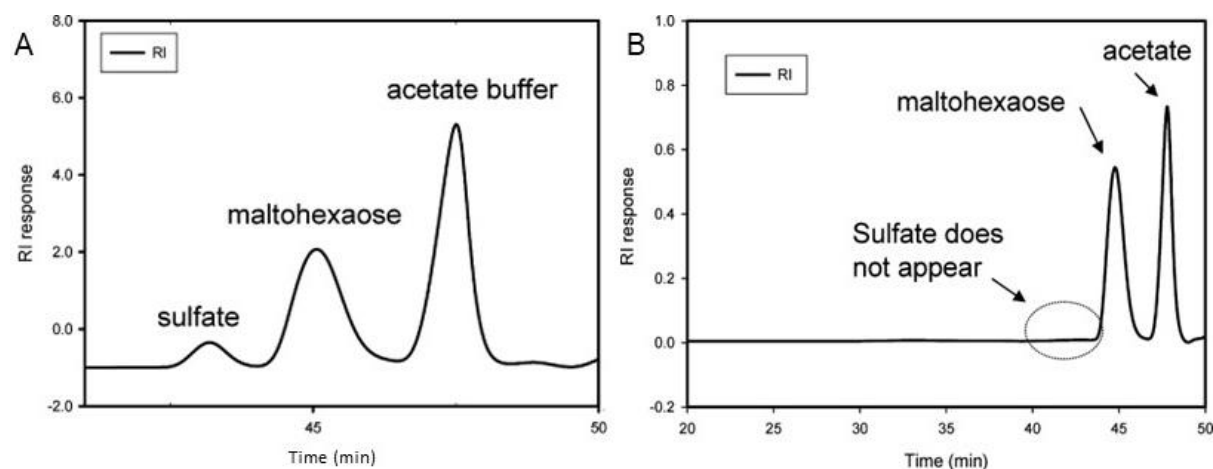 A
8.0
6.0
4.0
2.0
0.0
-2.0
RI response
RI
sulfate
maltohexaose
acetate buffer
45
50
Time (min)
B
1.0
0.8
0.6
0.4
0.2
0.0
-0.2
RI response
RI
acetate
maltohexaose
Sulfate does
not appear
20
25
30
35
40
45
50
Time (min)